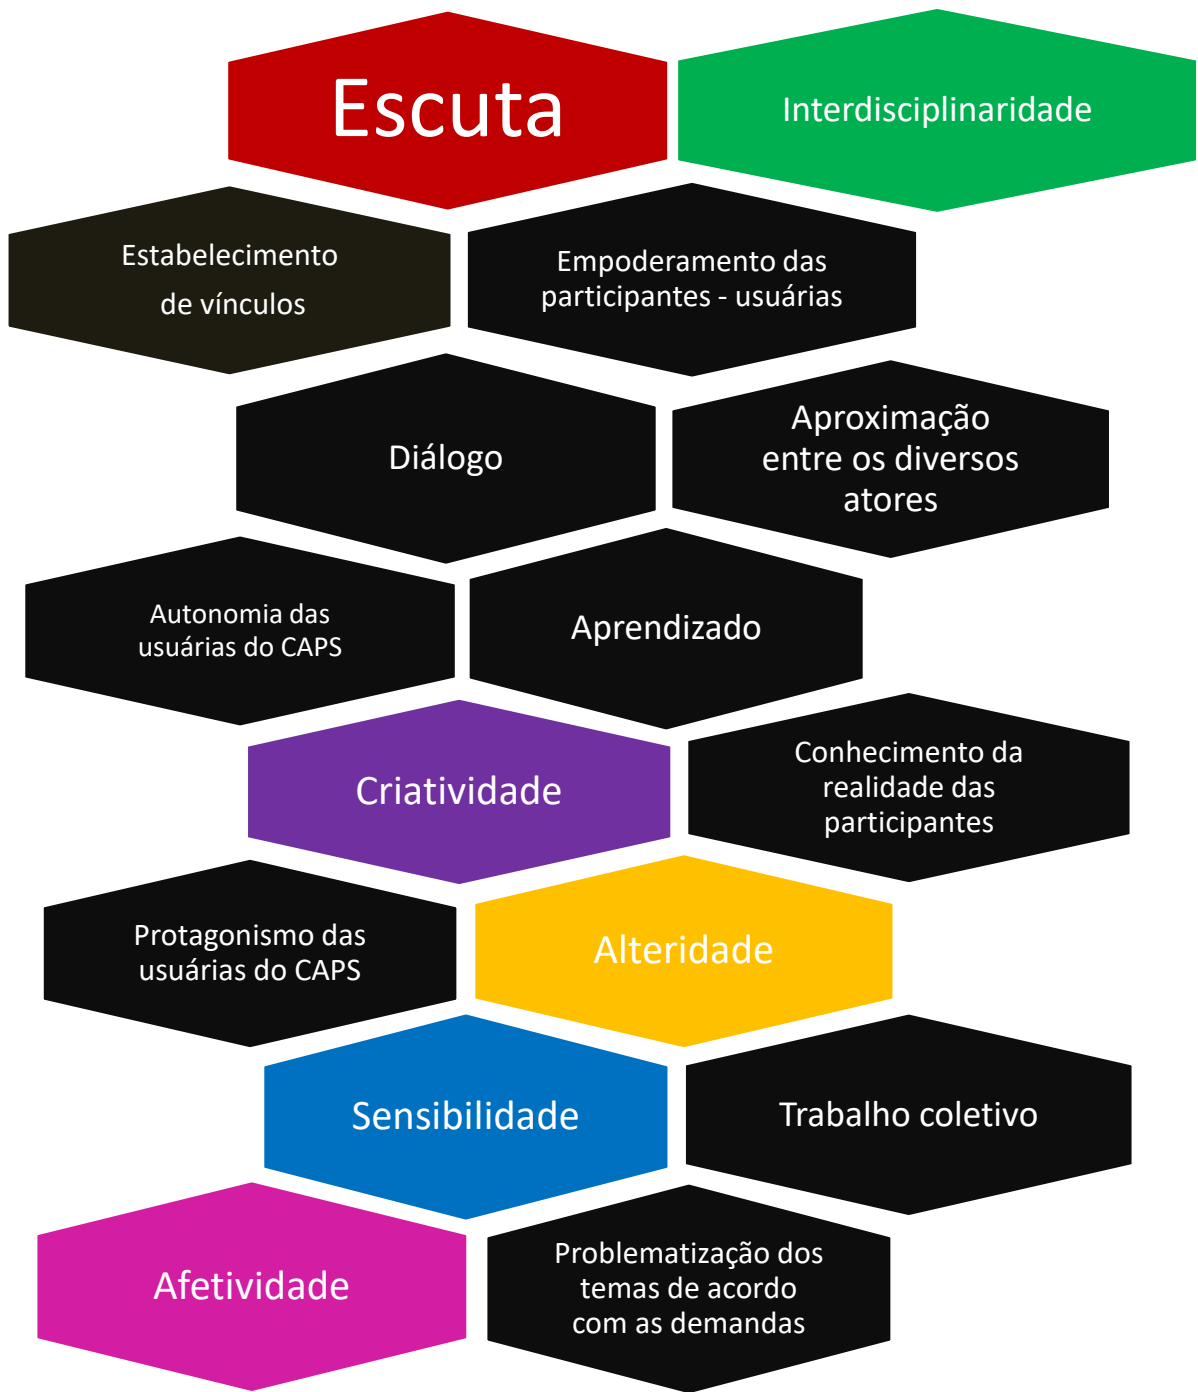 Escuta
Interdisciplinaridade
Estabelecimento
de vínculos
Empoderamento das
participantes - usuárias
Diálogo
Aproximação
entre os diversos
atores
Autonomia das
usuárias do CAPS
Aprendizado
Criatividade
Conhecimento da
realidade das
participantes
Protagonismo das
usuárias do CAPS
Alteridade
Sensibilidade
Trabalho coletivo
Afetividade
Problematização dos
temas de acordo
com as demandas